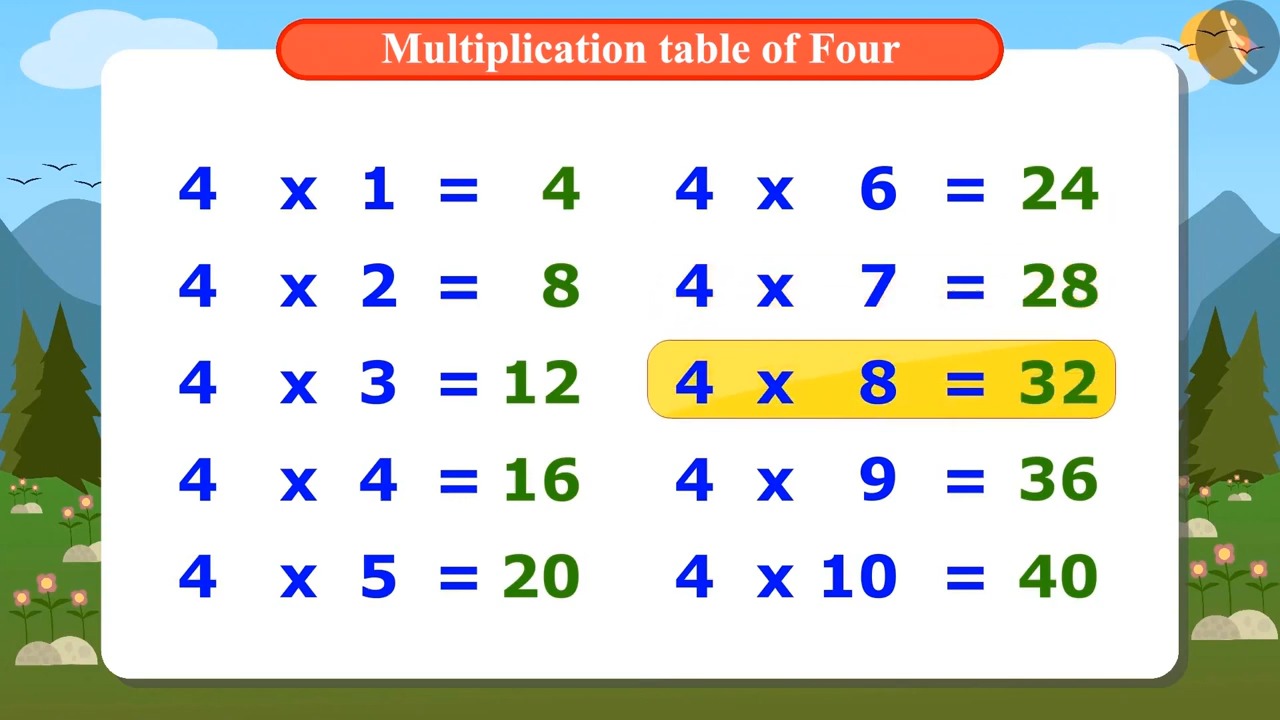 Multiplication table of Four
4 x 1 = 4
4 x 2 = 8
4 x 3 = 12
4 x 4 = 16
4 x 5 = 20
4 x 6 = 24
4 x 7 = 28
4 x 8 = 32
4 x 9 = 36
4 x 10 = 40